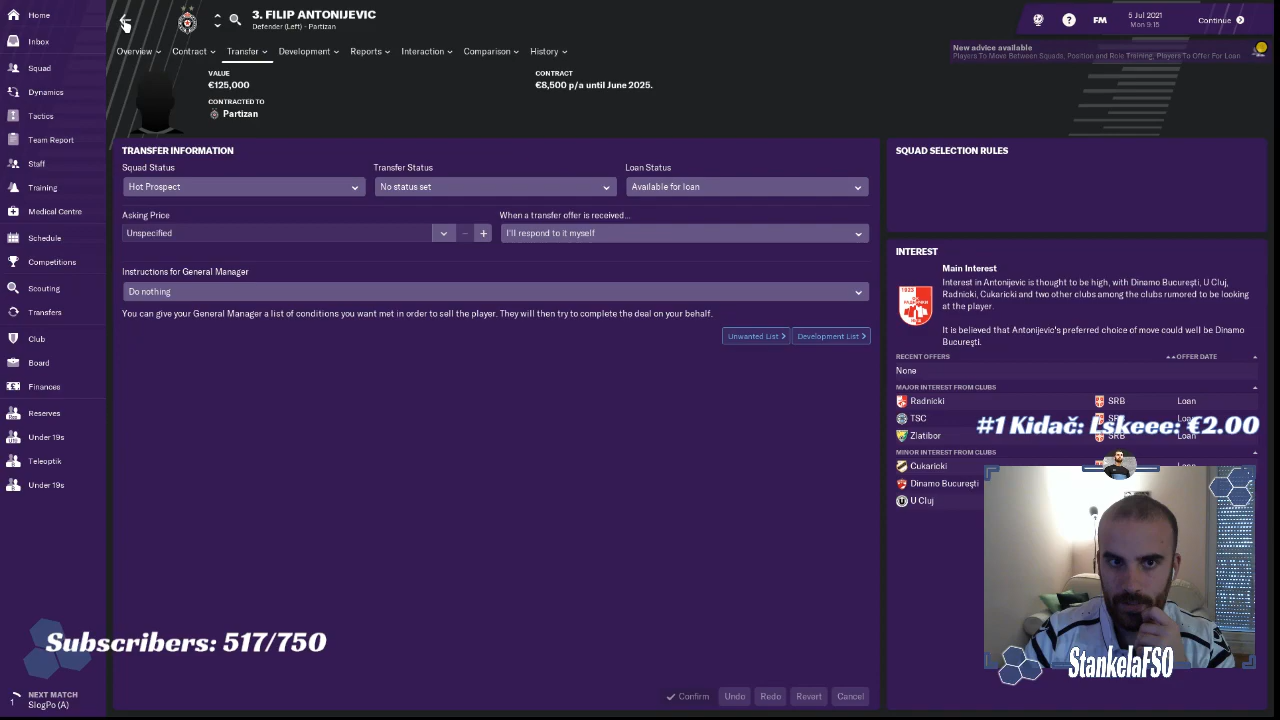 Home
Inbox
Squad
Dynamics
Tactics
Team Report
Staff
Training
Medical Centre
Schedule
Competitions
Scouting
Transfers
Club
Board
Finances
Reserves
Under 19s
Teleoptik
Under 19s
1
NEXT MATCH
SlogPo (A)
3. FILIP ANTONIJEVIC
Defender (Left) - Partizan
5 Jul 2021
Mon 9:15
Continue
FM
?
Overview
Contract
Transfer
Development
Reports
Interaction
Comparison
History
New advice available
Players To Move Between Squads, Position and Role Training, Players To Offer For Loan
VALUE
€125,000
CONTRACTED TO
Partizan
CONTRACT
€8,500 p/a until June 2025.
TRANSFER INFORMATION
Squad Status
Transfer Status
Loan Status
Hot Prospect
No status set
Available for loan
Asking Price
When a transfer offer is received...
Unspecified
I'll respond to it myself
Instructions for General Manager
Do nothing
You can give your General Manager a list of conditions you want met in order to sell the player. They will then try to complete the deal on your behalf.
Unwanted List
Development List
Confirm
Undo
Redo
Revert
Cancel
SQUAD SELECTION RULES
INTEREST
Main Interest
Interest in Antonijevic is thought to be high, with Dinamo Bucureşti, U Cluj,
Radnicki, Cukaricki and two other clubs among the clubs rumored to be looking
at the player.
It is believed that Antonijevic's preferred choice of move could well be Dinamo
Bucureşti.
RECENT OFFERS
OFFER DATE
None
MAJOR INTEREST FROM CLUBS
Radnicki SRB Loan
TSC
Zlatibor
MINOR INTEREST FROM CLUBS
Cukaricki
Dinamo Bucureşti
U Cluj
#1 Kidač: Lskeee: €2.00
Subscribers: 517/750
StankelaFSO